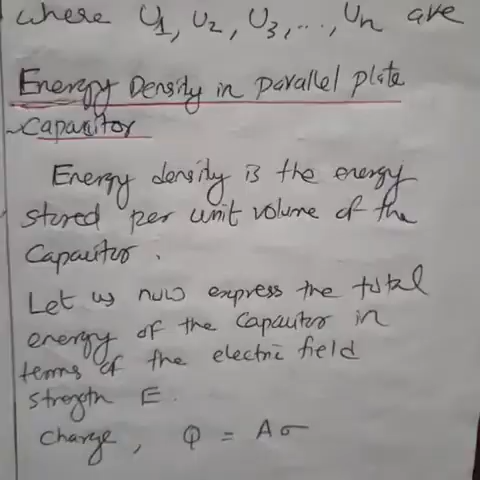 where U1, U2, U3, ..., Un are
Energy Density in parallel plate
Capacitor
Energy density is the energy
stored per unit volume of the
Capacitor.
Let us now express the total
energy of the Capacitor in
terms of the electric field
strength E.
Charge, Q = Aσ